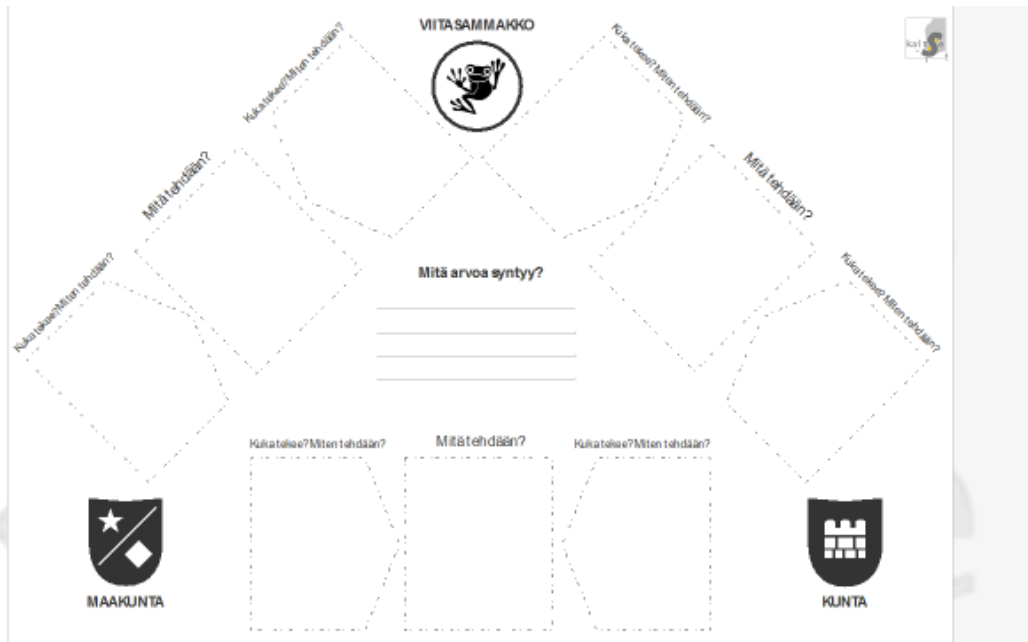 VIITASAMMAKKO
Kuka tekee? Miten tehdään?
Kuka tekee? Miten tehdään?
Mitä tehdään?
Mitä tehdään?
Kuka tekee? Miten tehdään?
Kuka tekee? Miten tehdään?
Mitä arvoa syntyy?
Kuka tekee? Miten tehdään?
Mitä tehdään?
Kuka tekee? Miten tehdään?
MAAKUNTA
KUNTA